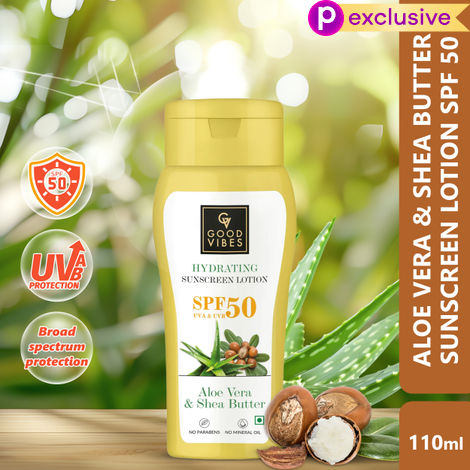 p exclusive
SPF
50
UVAB
PROTECTION
Broad
spectrum
protection
GV
GOOD
VIBES
HYDRATING
SUNSCREEN LOTION
SPF50
UVA & UVB
Aloe Vera
& Shea Butter
NO PARABENS
NO MINERAL OIL
ALOE VERA & SHEA BUTTER
SUNSCREEN LOTION SPF 50
110ml